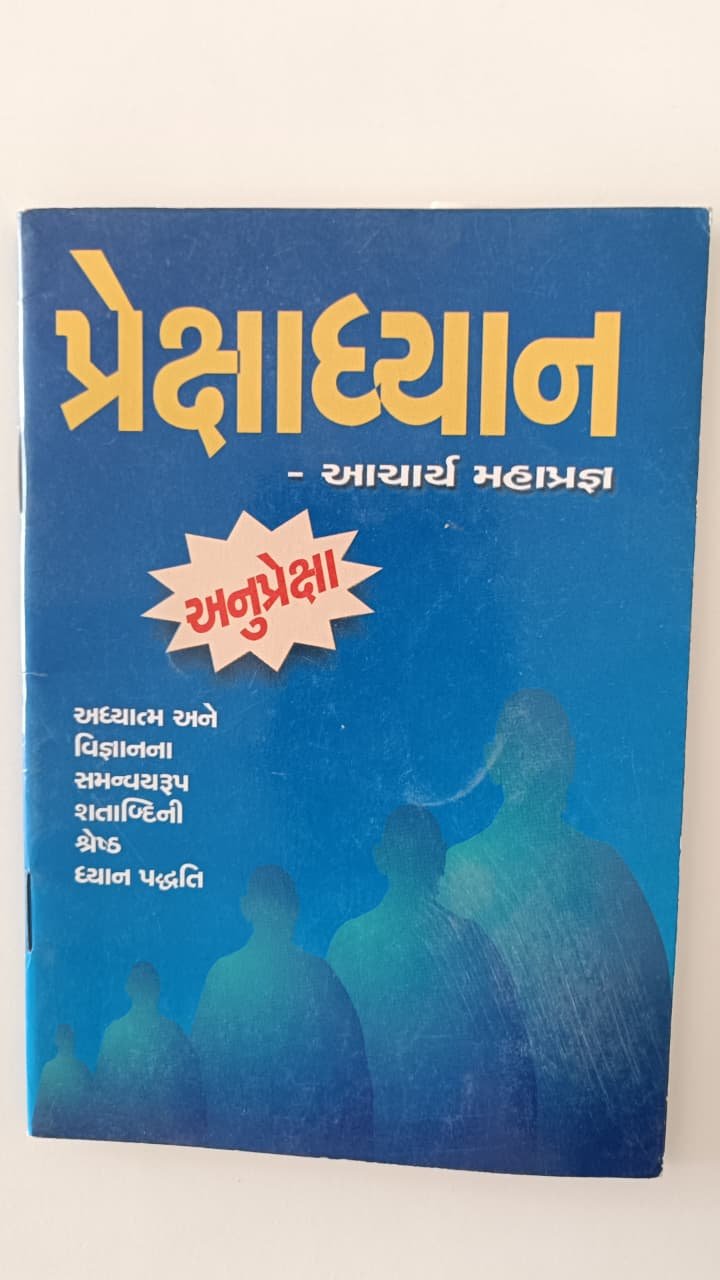 પ્રેક્ષાધ્યાન
- આચાર્ય મહાપ્રજ્ઞ
અનુપ્રેક્ષા
અધ્યાત્મ અને
વિજ્ઞાનના
સમન્વયરૂપ
શતાબ્દિની
શ્રેષ્ઠ
ધ્યાન પદ્ધતિ